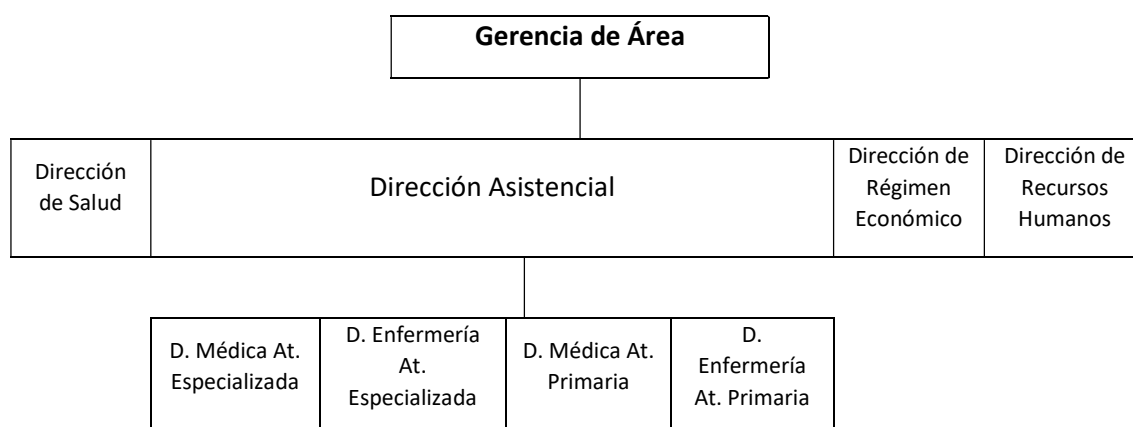 Gerencia de Área
Dirección
de Salud
Dirección Asistencial
Dirección de
Régimen
Económico
Dirección de
Recursos
Humanos
D. Médica At.
Especializada
D. Enfermería
At.
Especializada
D. Médica At.
Primaria
D.
Enfermería
At. Primaria